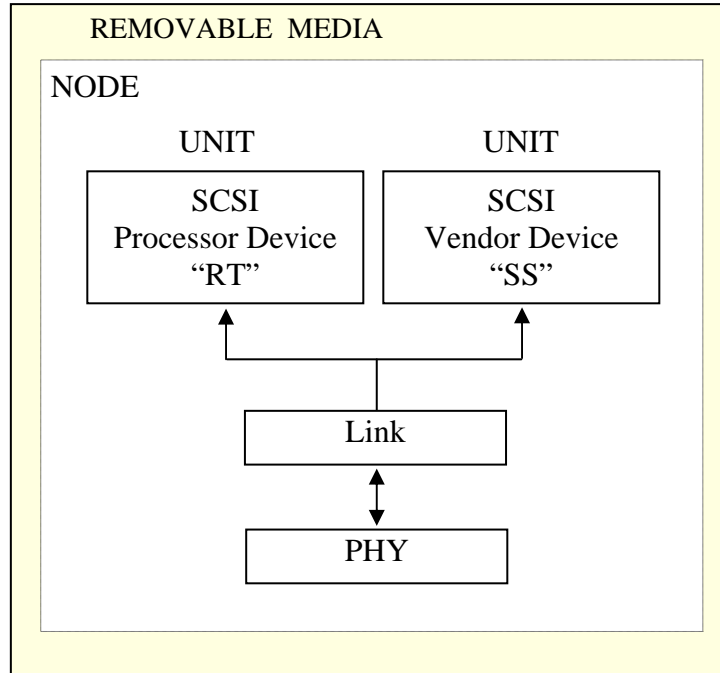 REMOVABLE MEDIA
NODE
UNIT
SCSI
Processor Device
“RT”
UNIT
SCSI
Vendor Device
“SS”
Link
PHY